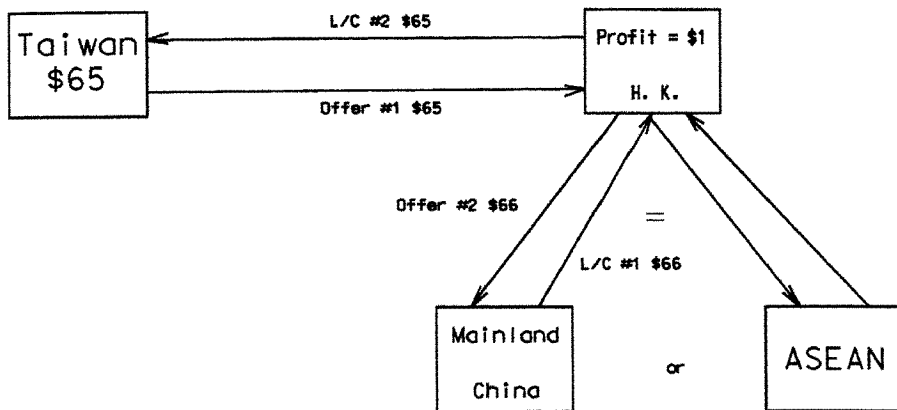 L/C #2 $65
Taiwan
$65
Profit = $1
H. K.
Offer #1 $65
Offer #2 $66
=
L/C #1 $66
Mainland
China
or
ASEAN